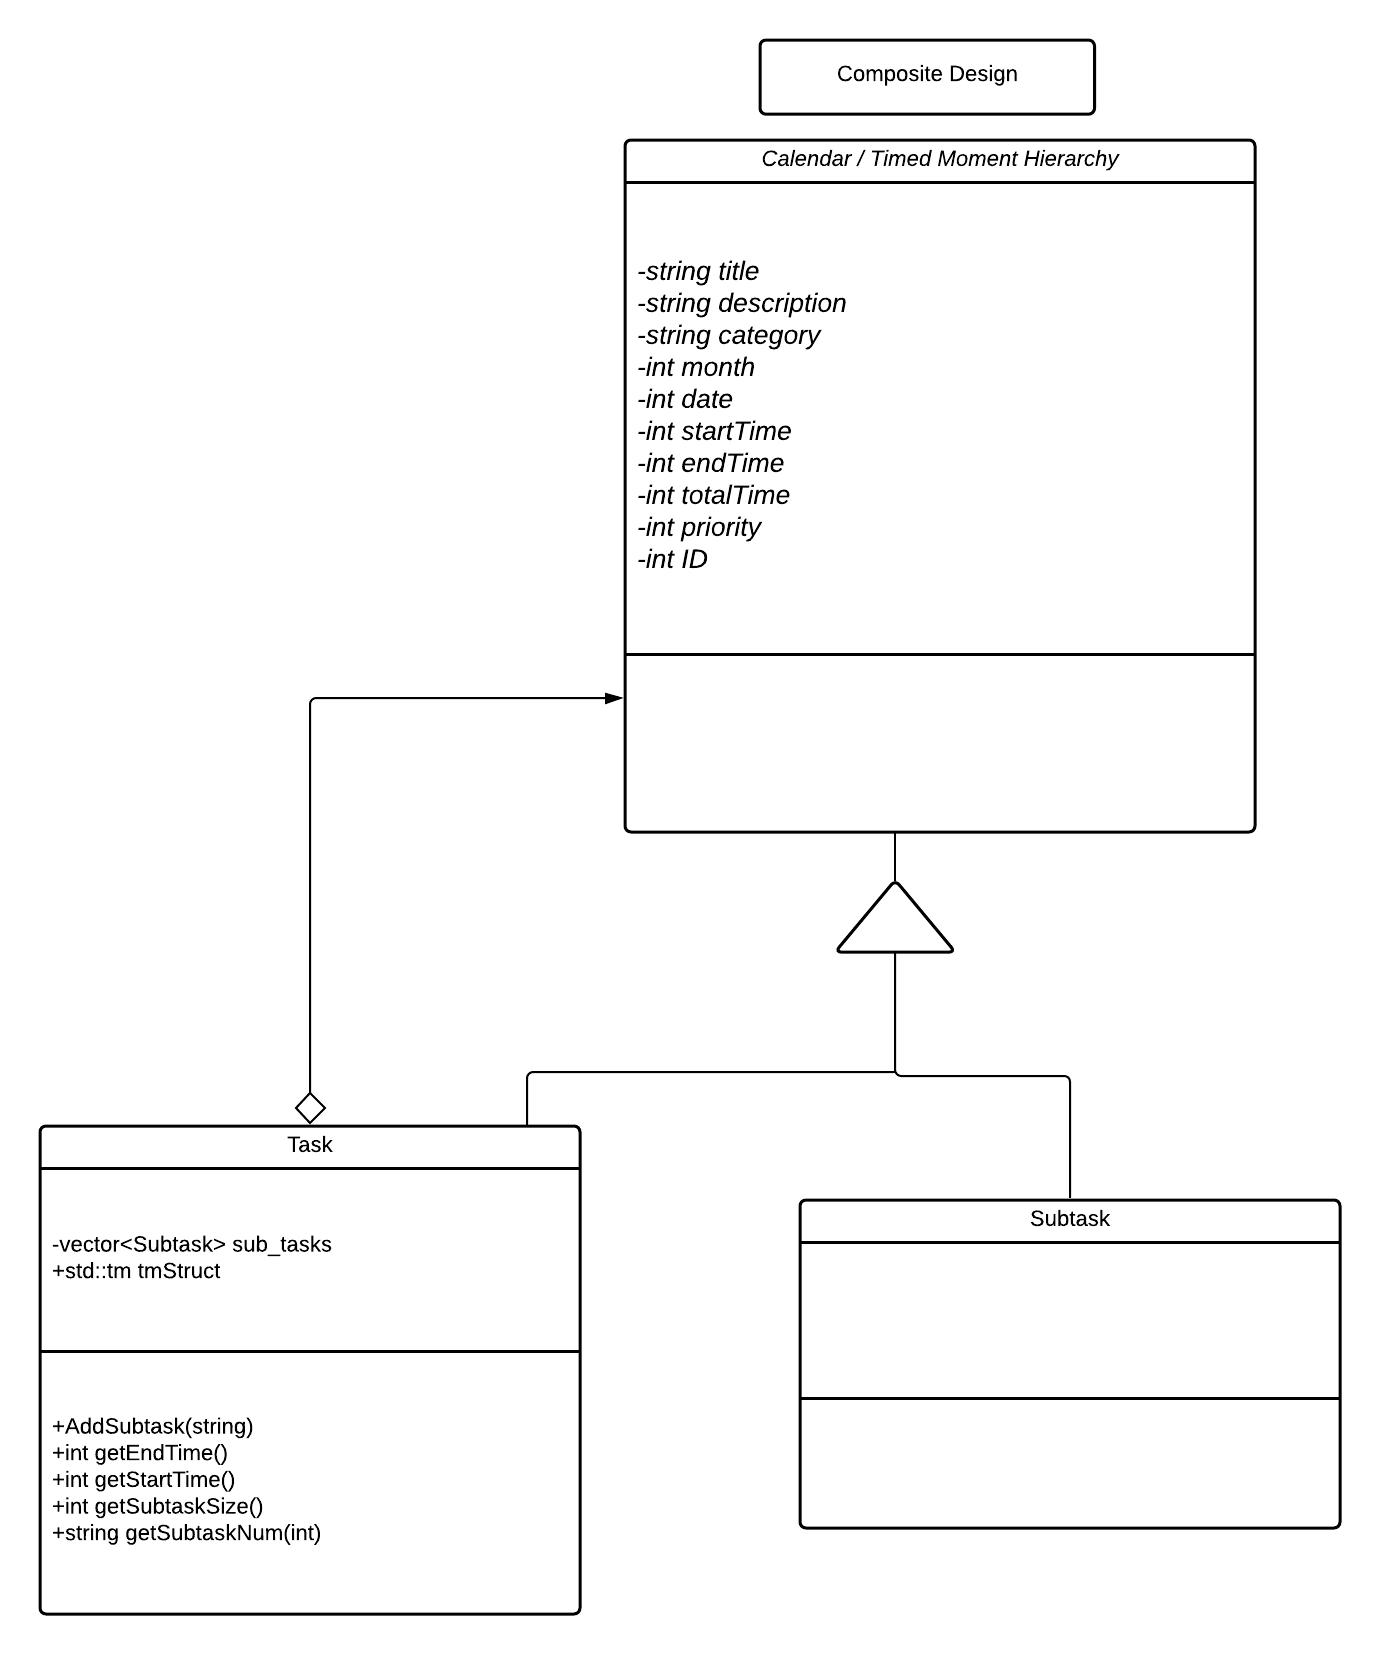 Composite Design
Calendar / Timed Moment Hierarchy
-string title
-string description
-string category
-int month
-int date
-int startTime
-int endTime
-int totalTime
-int priority
-int ID
Task
-vector<Subtask> sub_tasks
+std::tm tmStruct
+AddSubtask(string)
+int getEndTime()
+int getStartTime()
+int getSubtaskSize()
+string getSubtaskNum(int)
Subtask